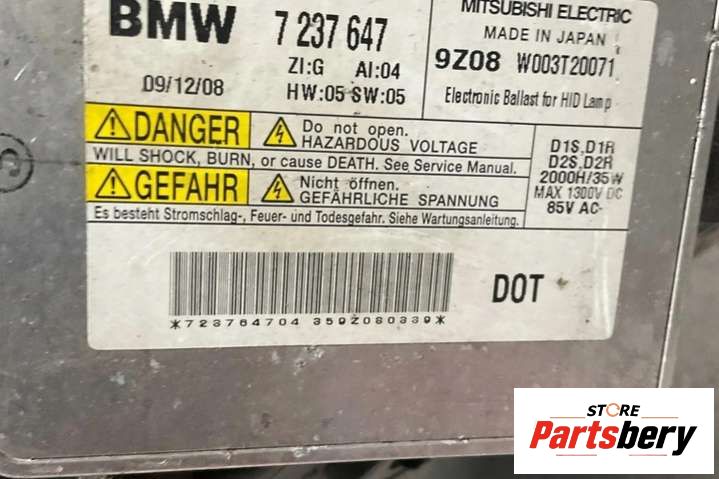 BMW 7 237 647
ZI:G AI:04
09/12/08 HW:05 SW:05
MITSUBISHI ELECTRIC
MADE IN JAPAN
9Z08 W003T20071
Electronic Ballast for HID Lamp
DANGER Do not open.
HAZARDOUS VOLTAGE
WILL SHOCK, BURN, or cause DEATH. See Service Manual.
GEFAHR Nicht öffnen.
GEFÄHRLICHE SPANNUNG
Es besteht Stromschlag-, Feuer- und Todesgefahr. Siehe Wartungsanleitung.
D1S,D1R
D2S,D2R
2000H/35W
MAX 1300V DC
85V AC
DOT
*723764704 359Z080339*
STORE
Partsbery